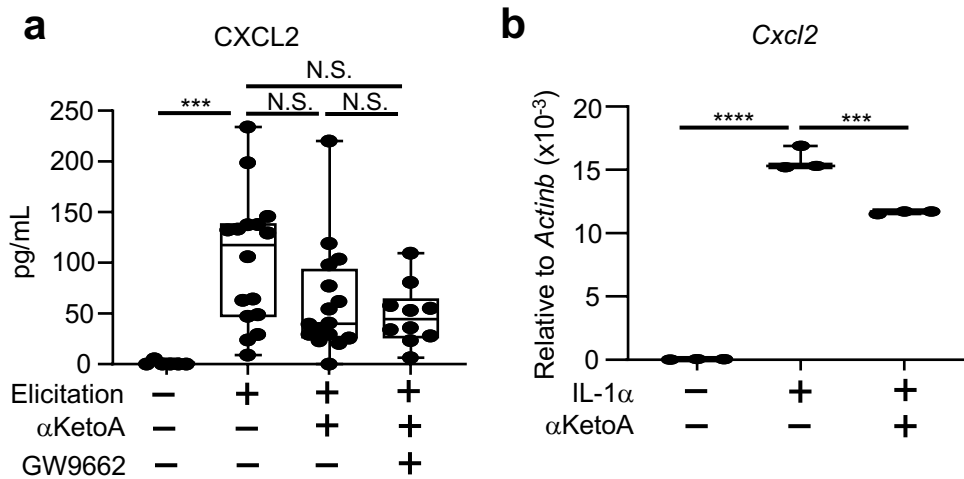 a
CXCL2
N.S.
***
N.S.
N.S.
250
200
150
100
50
0
pg/mL
Elicitation − + + +
αKetoA − − + +
GW9662 − − − +
b
Cxcl2
****
***
20
15
10
5
0
Relative to Actinb (x10⁻³)
IL-1α − + +
αKetoA − − +